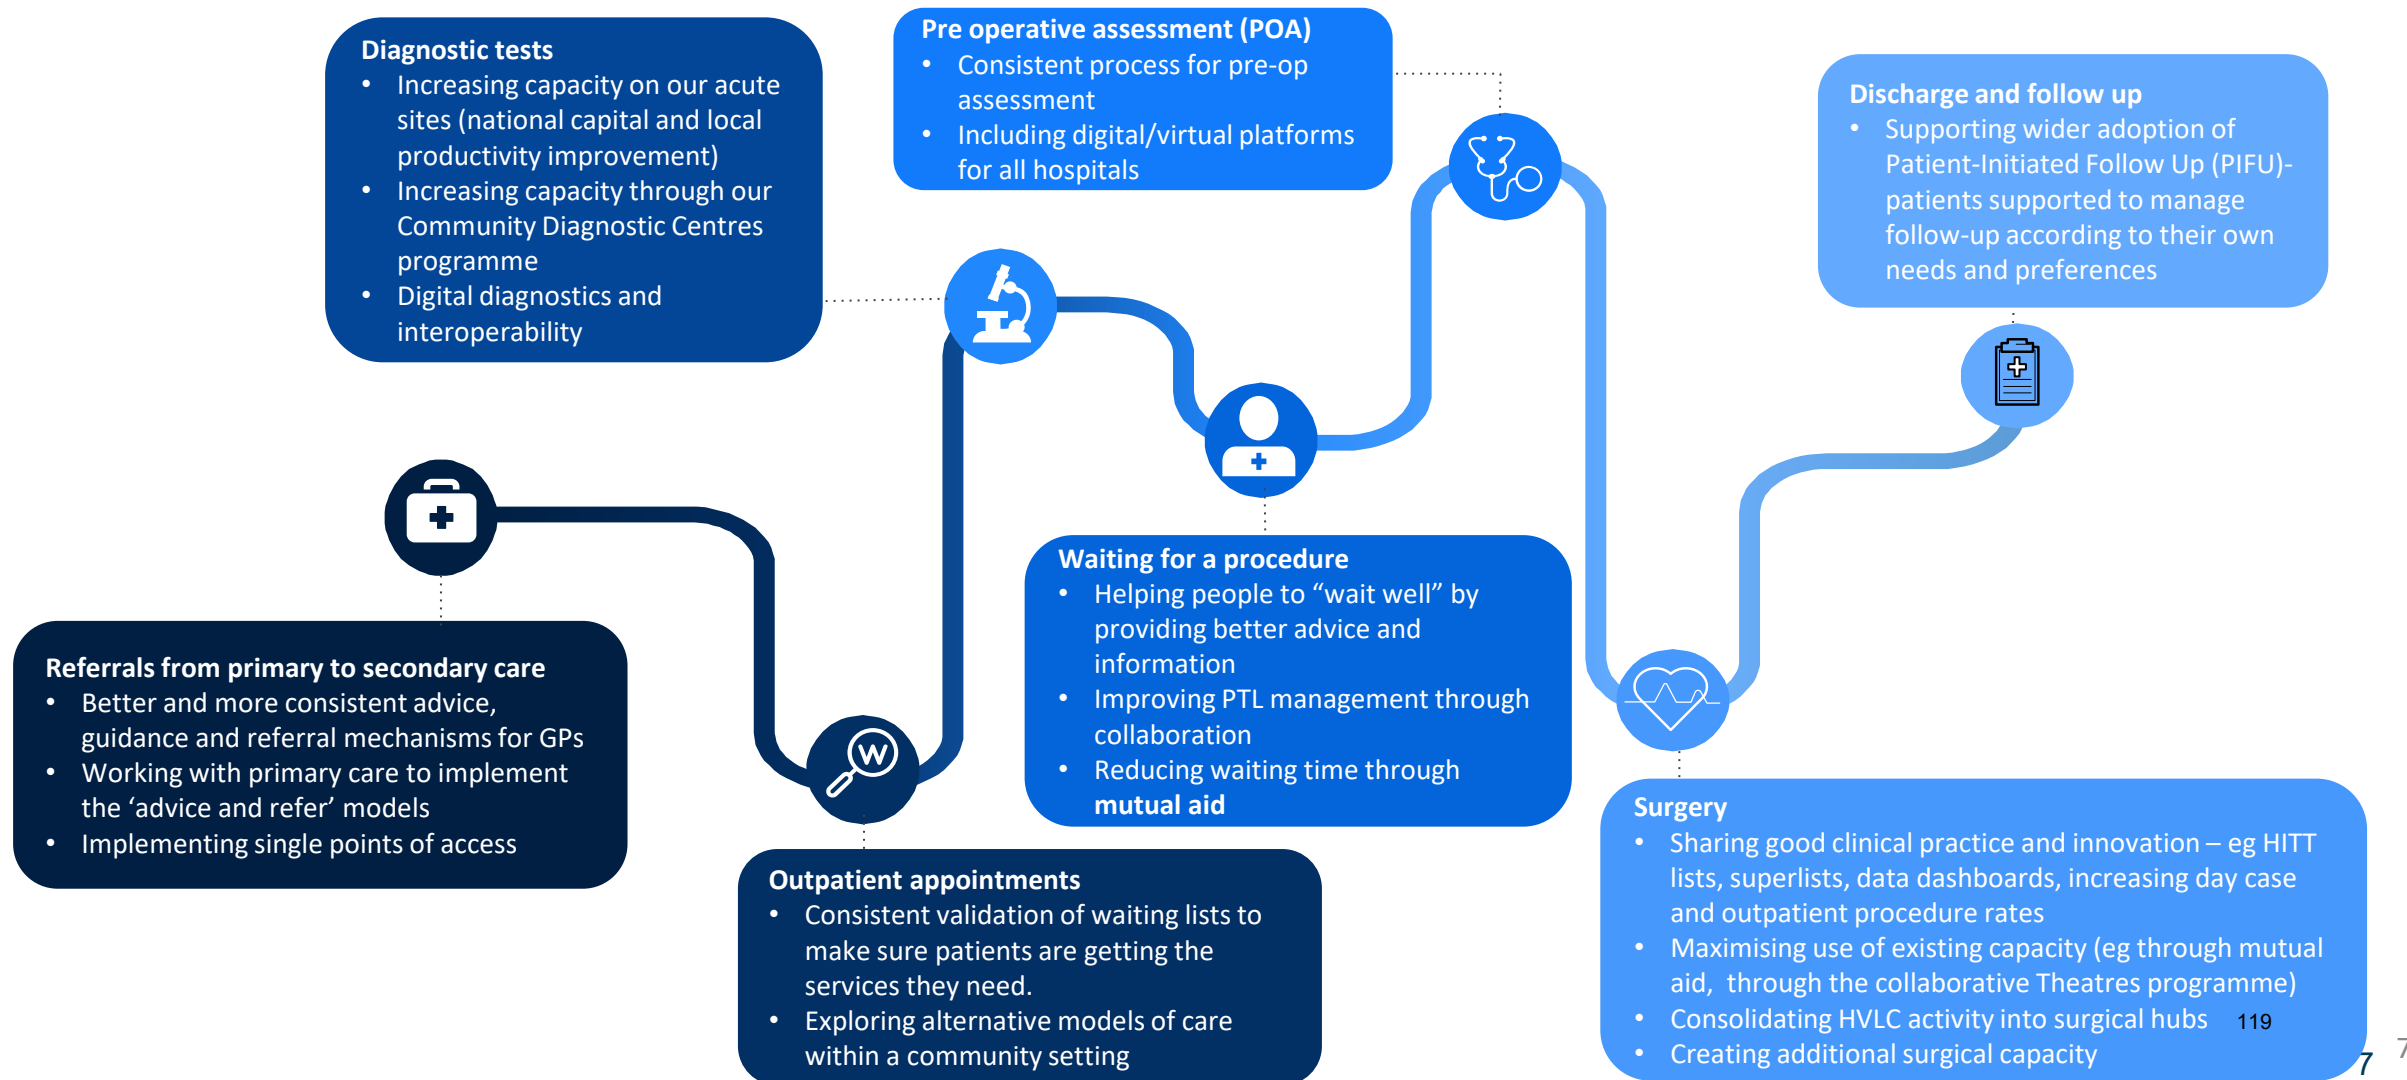 Diagnostic tests
• Increasing capacity on our acute
sites (national capital and local
productivity improvement)
• Increasing capacity through our
Community Diagnostic Centres
programme
• Digital diagnostics and
interoperability
Pre operative assessment (POA)
• Consistent process for pre-op
assessment
• Including digital/virtual platforms
for all hospitals
Discharge and follow up
• Supporting wider adoption of
Patient-Initiated Follow Up (PIFU)-
patients supported to manage
follow-up according to their own
needs and preferences
Referrals from primary to secondary care
• Better and more consistent advice,
guidance and referral mechanisms for GPs
• Working with primary care to implement
the ‘advice and refer’ models
• Implementing single points of access
W
Outpatient appointments
• Consistent validation of waiting lists to
make sure patients are getting the
services they need.
• Exploring alternative models of care
within a community setting
Waiting for a procedure
• Helping people to “wait well” by
providing better advice and
information
• Improving PTL management through
collaboration
• Reducing waiting time through
mutual aid
Surgery
• Sharing good clinical practice and innovation – eg HITT
lists, superlists, data dashboards, increasing day case
and outpatient procedure rates
• Maximising use of existing capacity (eg through mutual
aid, through the collaborative Theatres programme)
• Consolidating HVLC activity into surgical hubs
• Creating additional surgical capacity
119
7
7